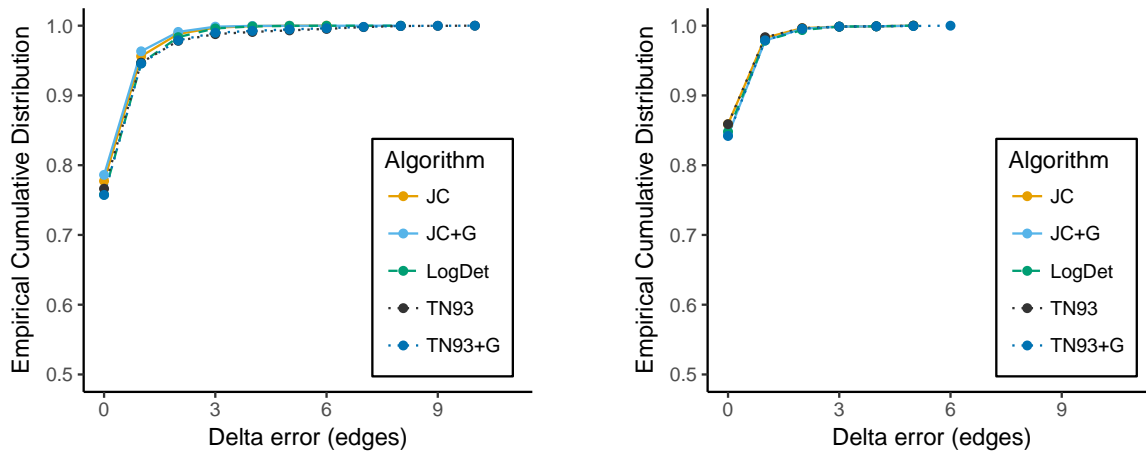 Empirical Cumulative Distribution
1.0
0.9
0.8
0.7
0.6
0.5
0
3
6
9
Delta error (edges)
Algorithm
JC
JC+G
LogDet
TN93
TN93+G
Empirical Cumulative Distribution
1.0
0.9
0.8
0.7
0.6
0.5
0
3
6
9
Delta error (edges)
Algorithm
JC
JC+G
LogDet
TN93
TN93+G